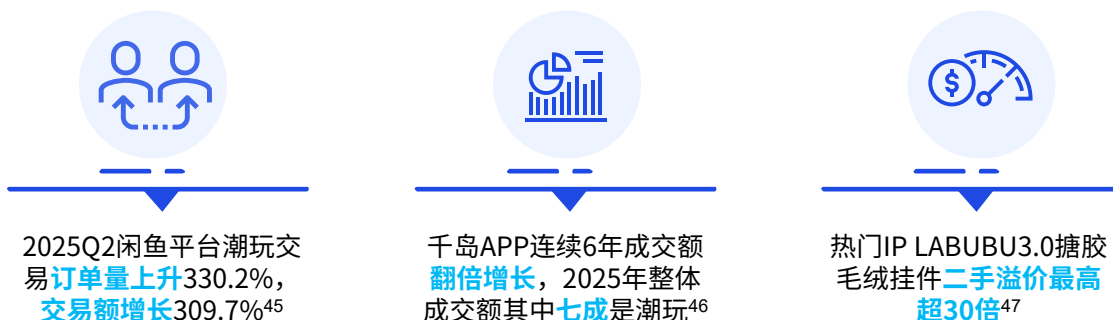 2025Q2闲鱼平台潮玩交
易订单量上升330.2%，
交易额增长309.7%45
千岛APP连续6年成交额
翻倍增长，2025年整体
成交额其中七成是潮玩46
热门IP LABUBU3.0搪胶
毛绒挂件二手溢价最高
超30倍47